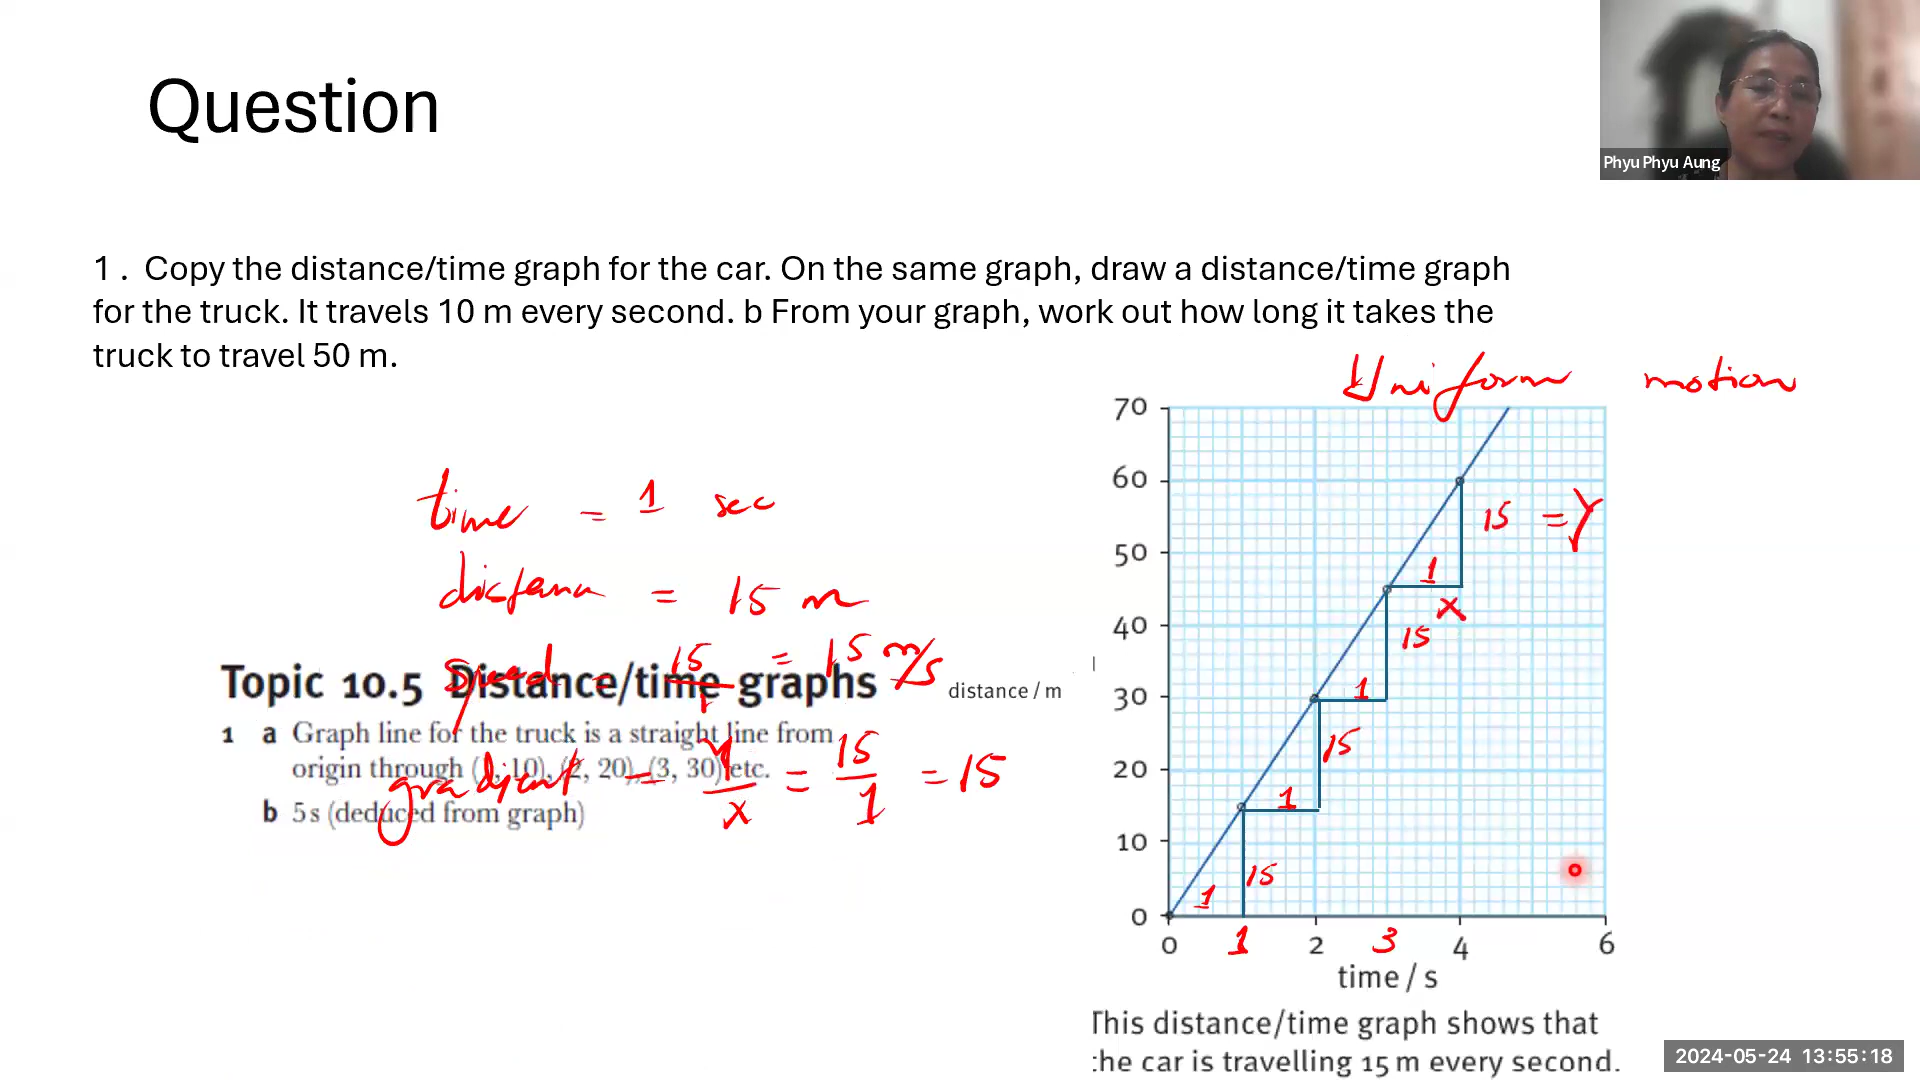 Question
Phyu Phyu Aung
1 . Copy the distance/time graph for the car. On the same graph, draw a distance/time graph
for the truck. It travels 10 m every second. b From your graph, work out how long it takes the
truck to travel 50 m.
Uniform motion
time = 1 sec
distance = 15 m
speed = 15/1 = 15 m/s
Topic 10.5 Distance/time graphs
1 a Graph line for the truck is a straight line from
origin through (1, 10), (2, 20), (3, 30) etc.
gradient = Y/X = 15/1 = 15
b 5 s (deduced from graph)
distance / m
70
60
50
40
30
20
10
0
15 = Y
1
X
15
1
15
1
15
1
0 1 2 3 4 6
time / s
This distance/time graph shows that
the car is travelling 15 m every second.
2024-05-24 13:55:18